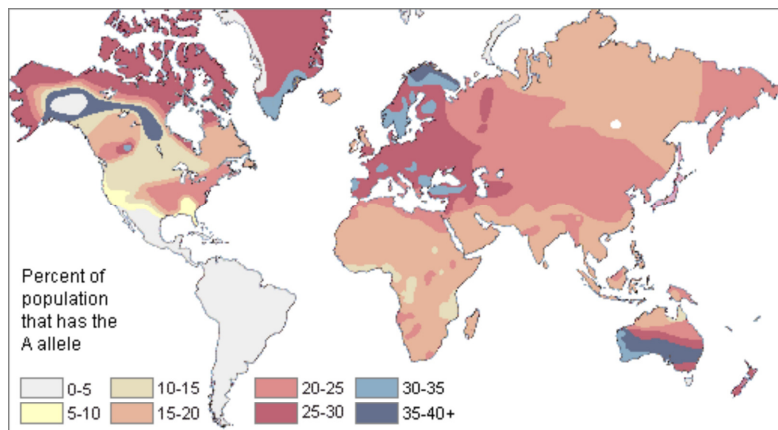 Percent of
population
that has the
A allele
0-5
10-15
20-25
30-35
5-10
15-20
25-30
35-40+